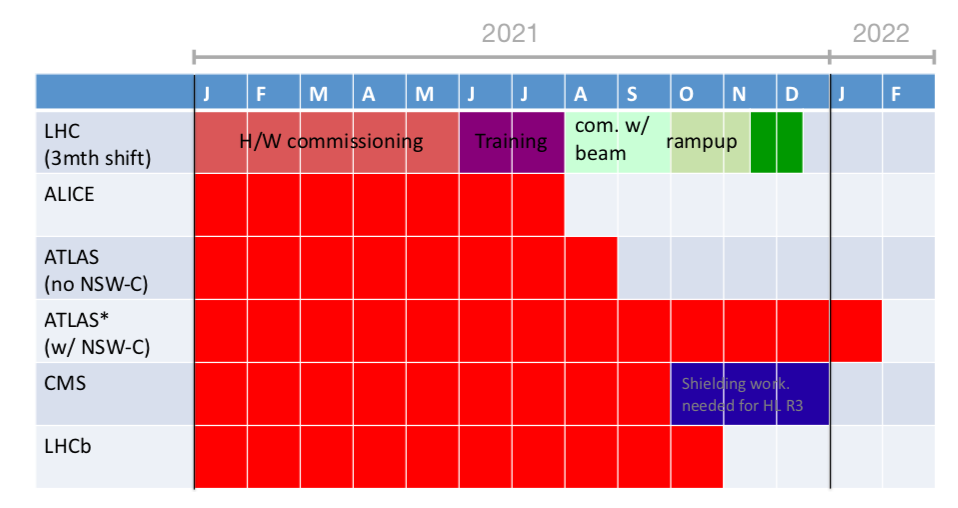 2021 2022
J F M A M J J A S O N D J F
LHC
(3mth shift)
H/W commissioning Training com. w/
beam rampup
ALICE
ATLAS
(no NSW-C)
ATLAS*
(w/ NSW-C)
CMS
Shielding work.
needed for HL R3
LHCb